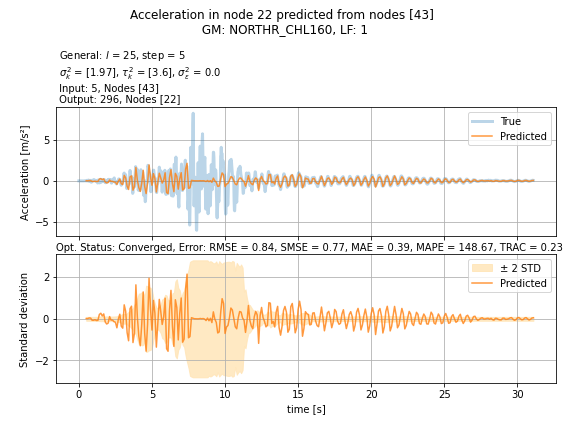 Acceleration in node 22 predicted from nodes [43]
GM: NORTHR_CHL160, LF: 1
General: l = 25, step = 5
σ²ₖ = [1.97], τ²ₖ = [3.6], σ²ε = 0.0
Input: 5, Nodes [43]
Output: 296, Nodes [22]
True
Predicted
5
0
−5
Acceleration [m/s²]
Opt. Status: Converged, Error: RMSE = 0.84, SMSE = 0.77, MAE = 0.39, MAPE = 148.67, TRAC = 0.23
± 2 STD
Predicted
2
0
−2
Standard deviation
0 5 10 15 20 25 30
time [s]